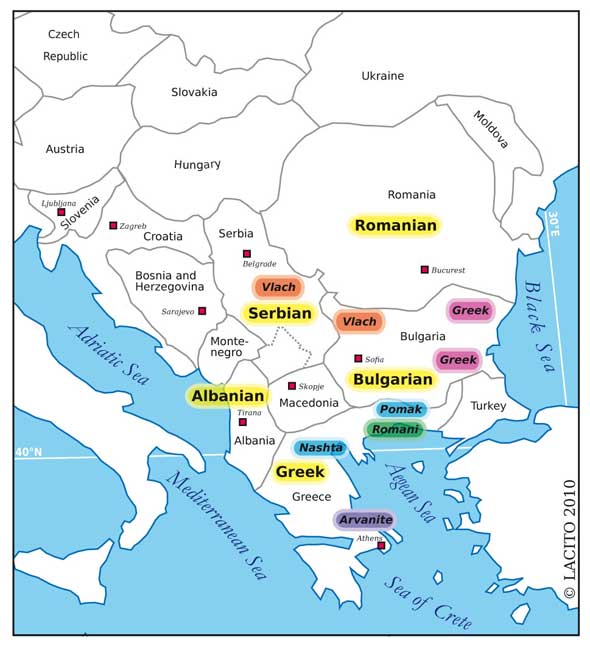 Czech
Republic
Ukraine
Slovakia
Moldova
Austria
Hungary
Romania
Ljubljana
Slovenia
Zagreb
Croatia
Serbia
Romanian
30°E
Belgrade
Bucurest
Bosnia and
Herzegovina
Vlach
Greek
Black Sea
Sarajevo
Serbian
Vlach
Bulgaria
Adriatic Sea
Monte-
negro
Sofia
Greek
Albanian
Skopje
Bulgarian
Macedonia
Turkey
Tirana
Pomak
Romani
Albania
40°N
Nashta
Greek
Aegean Sea
Mediterranean Sea
Greece
Arvanite
Athens
Sea of Crete
© LACITO 2010